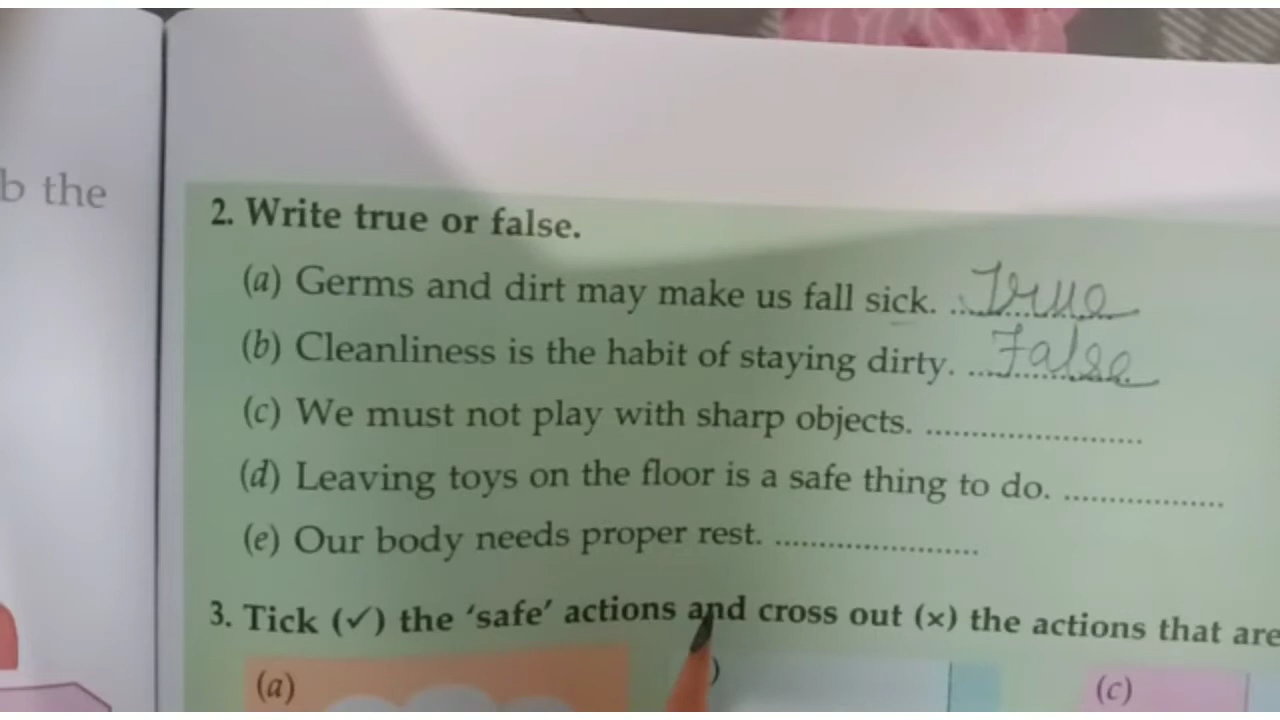 b the
2. Write true or false.
(a) Germs and dirt may make us fall sick. .................... True
(b) Cleanliness is the habit of staying dirty. .................... False
(c) We must not play with sharp objects. .........................
(d) Leaving toys on the floor is a safe thing to do. ...................
(e) Our body needs proper rest. ........................
3. Tick (✓) the ‘safe’ actions and cross out (×) the actions that are
(a) ) (c)